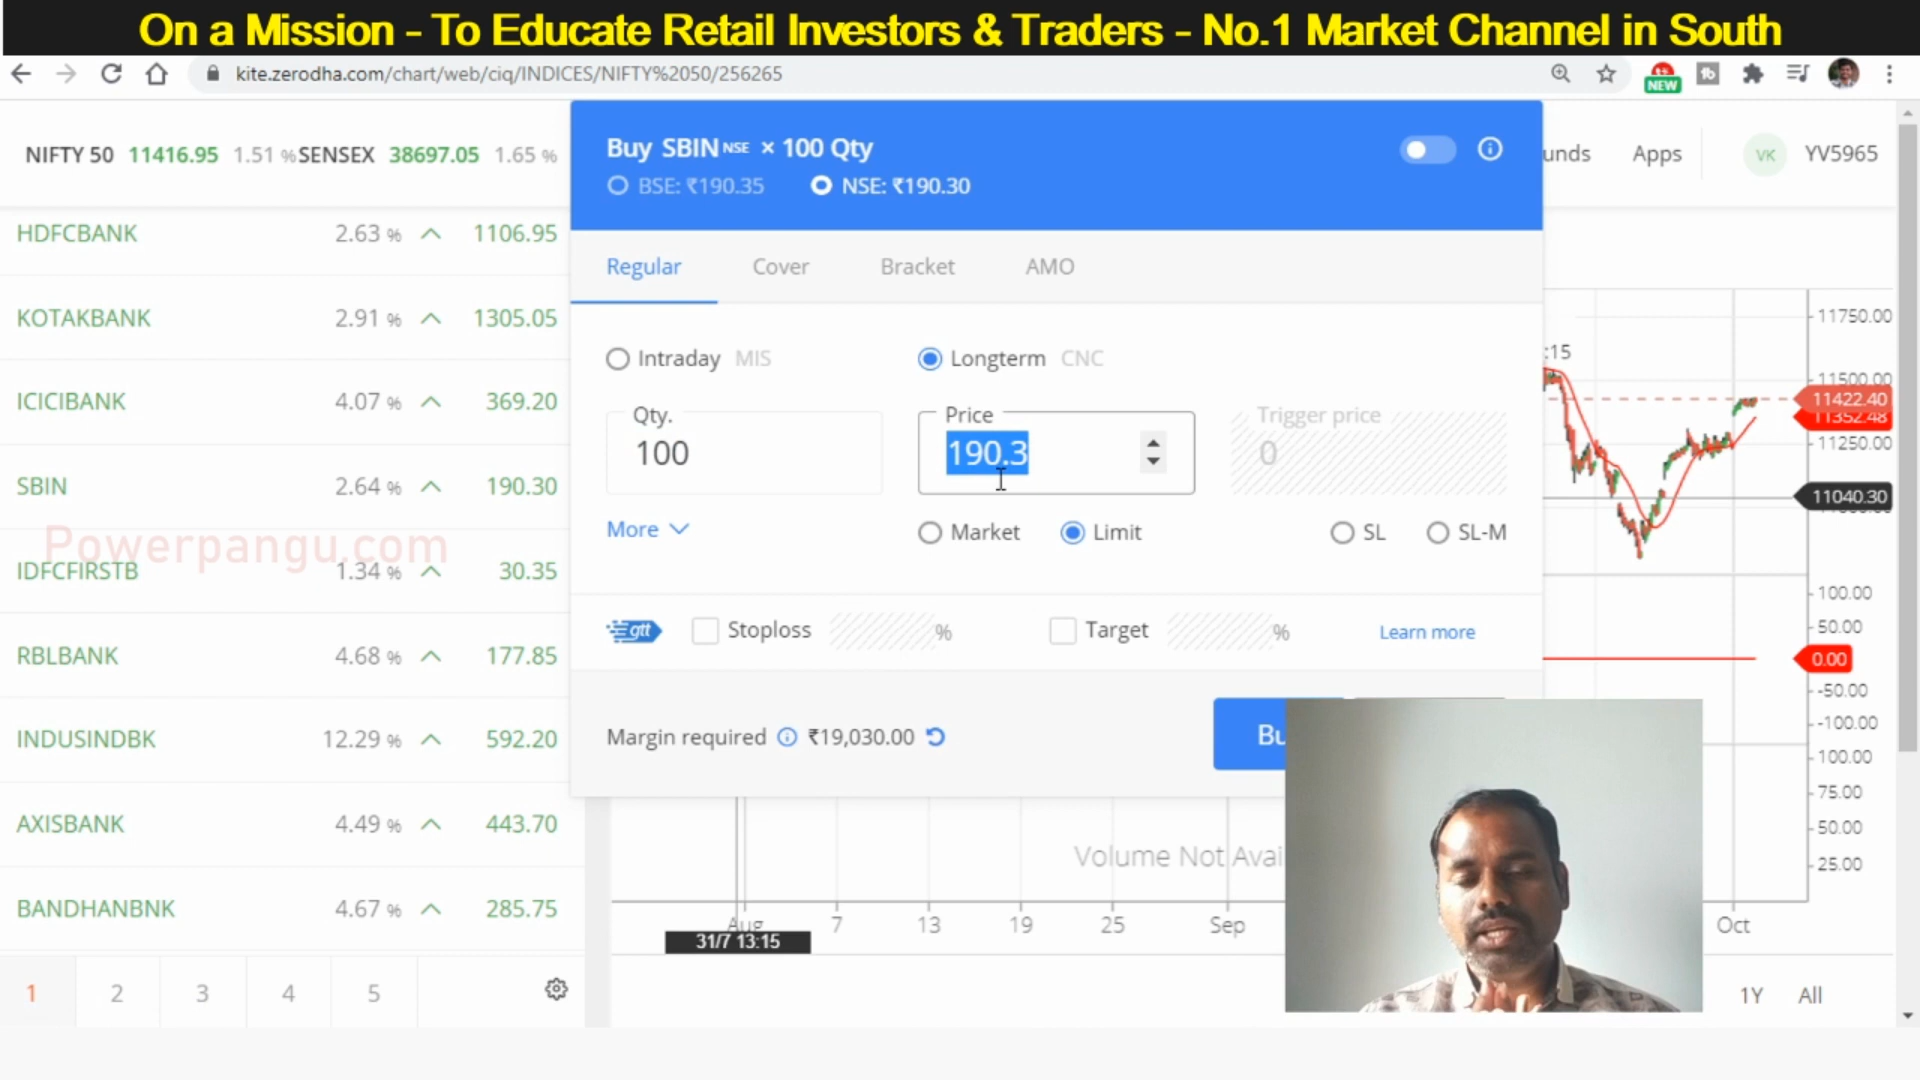 On a Mission - To Educate Retail Investors & Traders - No.1 Market Channel in South
kite.zerodha.com/chart/web/ciq/INDICES/NIFTY%2050/256265
NEW
NIFTY 50 11416.95 1.51 % SENSEX 38697.05 1.65 %
Buy SBIN NSE × 100 Qty
BSE: ₹190.35 NSE: ₹190.30
unds Apps VK YV5965
HDFCBANK 2.63 % 1106.95
KOTAKBANK 2.91 % 1305.05
ICICIBANK 4.07 % 369.20
SBIN 2.64 % 190.30
Powerpangu.com
IDFCFIRSTB 1.34 % 30.35
RBLBANK 4.68 % 177.85
INDUSINDBK 12.29 % 592.20
AXISBANK 4.49 % 443.70
BANDHANBNK 4.67 % 285.75
1 2 3 4 5
Regular Cover Bracket AMO
Intraday MIS Longterm CNC
Qty. Price Trigger price
100 190.3 0
More Market Limit SL SL-M
gtt Stoploss % Target % Learn more
Margin required ₹19,030.00 Bu
:15
11750.00
11500.00
11422.40
11352.48
11250.00
11040.30
100.00
50.00
0.00
-50.00
-100.00
100.00
75.00
50.00
25.00
Volume Not Avai
Aug 7 13 19 25 Sep Oct
31/7 13:15
1Y All